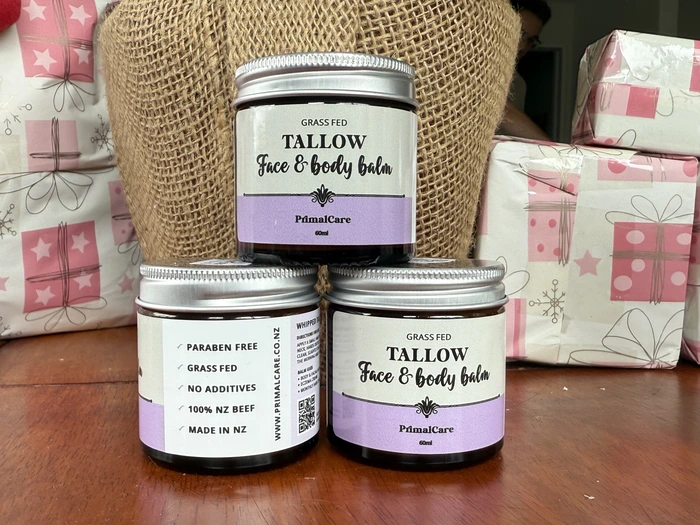 GRASS FED
TALLOW
Face & body balm
PrimalCare
60ml
PARABEN FREE
GRASS FED
NO ADDITIVES
100% NZ BEEF
MADE IN NZ
WWW.PRIMALCARE.CO.NZ
WHIPPED
GRASS FED
TALLOW
Face & body balm
PrimalCare
60ml